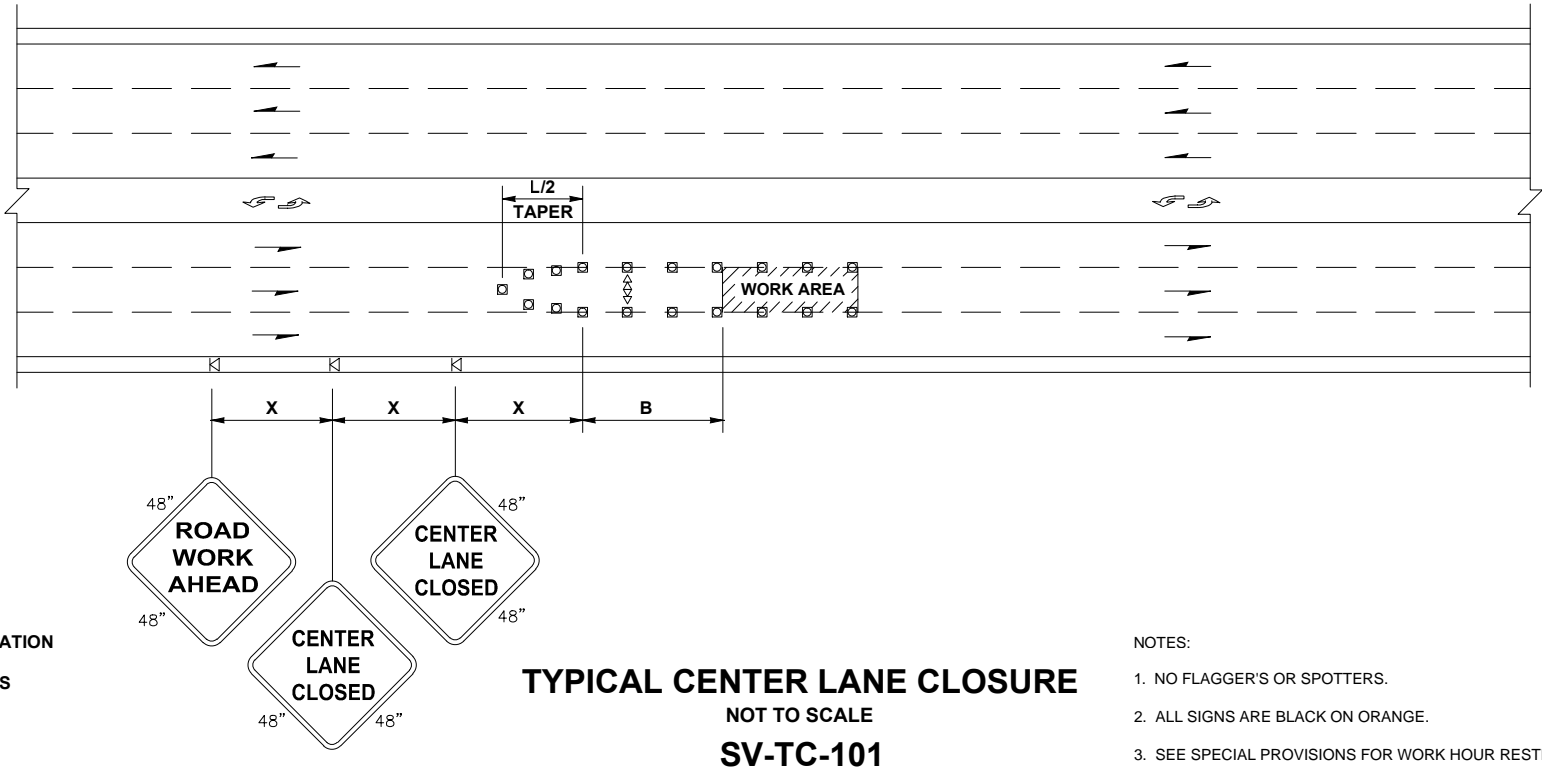 L/2
TAPER
WORK AREA
X X X B
48"
ROAD
WORK
AHEAD
48"
48"
CENTER
LANE
CLOSED
48"
CENTER
LANE
CLOSED
48" 48"
TYPICAL CENTER LANE CLOSURE
NOT TO SCALE
SV-TC-101
NOTES:
1. NO FLAGGER'S OR SPOTTERS.
2. ALL SIGNS ARE BLACK ON ORANGE.
3. SEE SPECIAL PROVISIONS FOR WORK HOUR